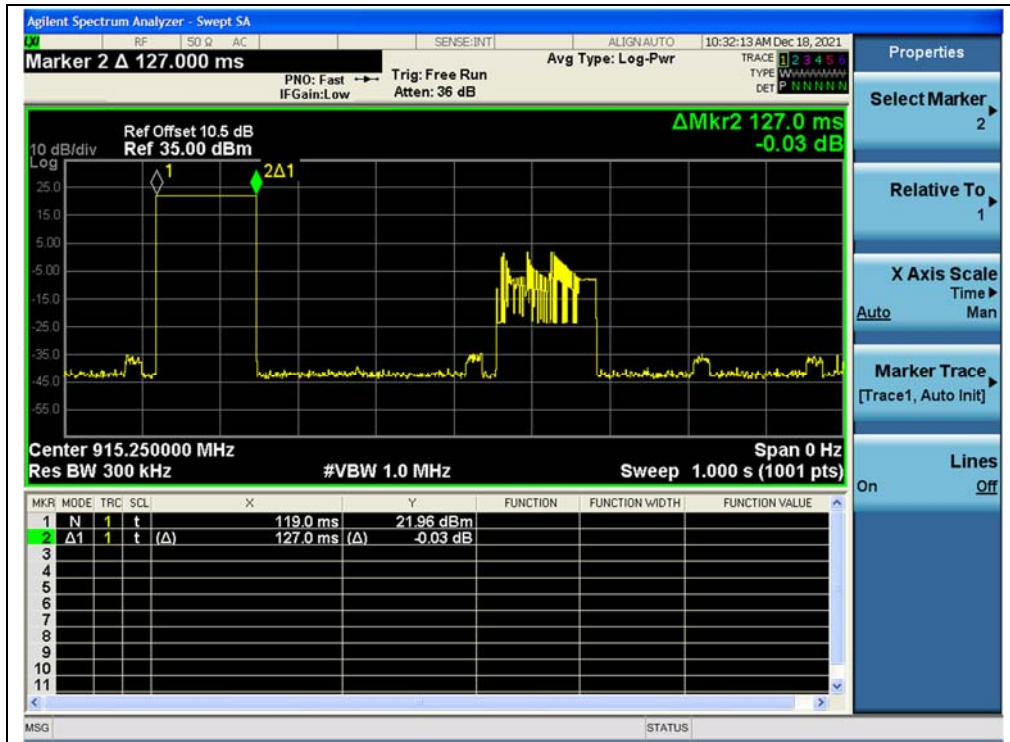 Agilent Spectrum Analyzer - Swept SA
LXI RF 50 Ω AC SENSE:INT ALIGN AUTO 10:32:13 AM Dec 18, 2021
Marker 2 Δ 127.000 ms
PNO: Fast
IFGain:Low
Trig: Free Run
Atten: 36 dB
Avg Type: Log-Pwr
TRACE 1 2 3 4 5 6
TYPE WWWWWW
DET P N N N N N
ΔMkr2 127.0 ms
-0.03 dB
Ref Offset 10.5 dB
10 dB/div Ref 35.00 dBm
Log
1
2Δ1
25.0
15.0
5.00
-5.00
-15.0
-25.0
-35.0
-45.0
-55.0
Center 915.250000 MHz Span 0 Hz
Res BW 300 kHz #VBW 1.0 MHz Sweep 1.000 s (1001 pts)
MKR MODE TRC SCL X Y FUNCTION FUNCTION WIDTH FUNCTION VALUE
1 N 1 t 119.0 ms 21.96 dBm
2 Δ1 1 t (Δ) 127.0 ms (Δ) -0.03 dB
3
4
5
6
7
8
9
10
11
MSG STATUS
Properties
Select Marker
2
Relative To
1
X Axis Scale
Time
Auto Man
Marker Trace
[Trace1, Auto Init]
Lines
On Off